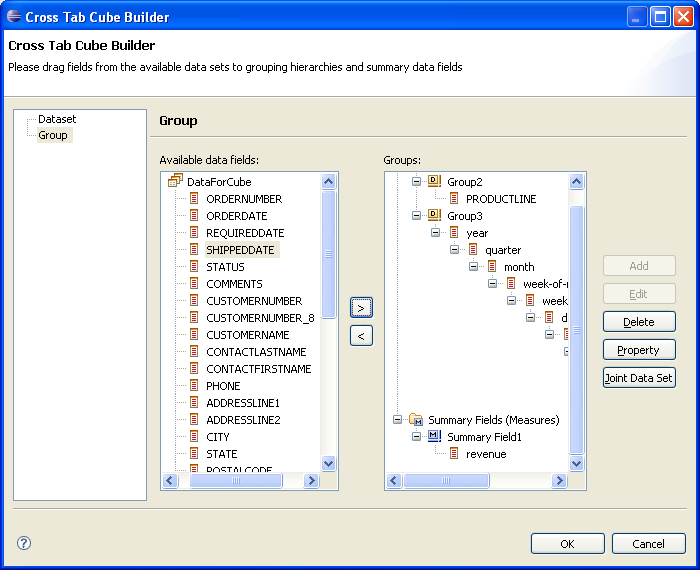 Cross Tab Cube Builder
Cross Tab Cube Builder
Please drag fields from the available data sets to grouping hierarchies and summary data fields
Dataset
Group
Group
Available data fields:
DataForCube
ORDERNUMBER
ORDERDATE
REQUIREDDATE
SHIPPEDDATE
STATUS
COMMENTS
CUSTOMERNUMBER
CUSTOMERNUMBER_8
CUSTOMERNAME
CONTACTLASTNAME
CONTACTFIRSTNAME
PHONE
ADDRESSLINE1
ADDRESSLINE2
CITY
STATE
POSTALCODE
>
<
Groups:
Group2
PRODUCTLINE
Group3
year
quarter
month
week-of-
week
d
Summary Fields (Measures)
Summary Field1
revenue
Add
Edit
Delete
Property
Joint Data Set
?
OK
Cancel